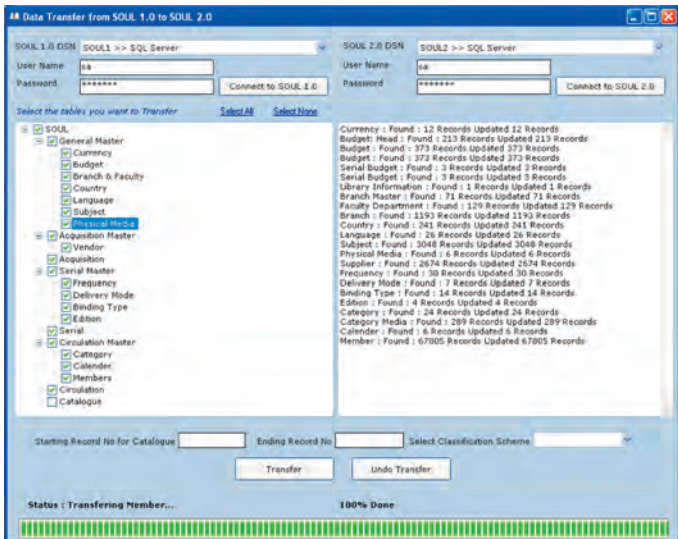 Data Transfer from SOUL 1.0 to SOUL 2.0
SOUL 1.0 DSN SOUL1 >> SQL Server
User Name sa
Password *******
Connect to SOUL 1.0
SOUL 2.0 DSN SOUL2 >> SQL Server
User Name sa
Password *******
Connect to SOUL 2.0
Select the tables you want to Transfer Select All Select None
SOUL
General Master
Currency
Budget
Branch & Faculty
Country
Language
Subject
Physical Media
Acquisition Master
Vendor
Acquisition
Serial Master
Frequency
Delivery Mode
Binding Type
Edition
Serial
Circulation Master
Category
Calender
Members
Circulation
Catalogue
Currency : Found : 12 Records Updated 12 Records
Budget Head : Found : 213 Records Updated 213 Records
Budget : Found : 373 Records Updated 373 Records
Budget : Found : 373 Records Updated 373 Records
Serial Budget : Found : 3 Records Updated 3 Records
Serial Budget : Found : 3 Records Updated 3 Records
Library Information : Found : 1 Records Updated 1 Records
Branch Master : Found : 71 Records Updated 71 Records
Faculty Department : Found : 129 Records Updated 129 Records
Branch : Found : 1193 Records Updated 1193 Records
Country : Found : 241 Records Updated 241 Records
Language : Found : 26 Records Updated 26 Records
Subject : Found : 3048 Records Updated 3048 Records
Physical Media : Found : 6 Records Updated 6 Records
Supplier : Found : 2674 Records Updated 2674 Records
Frequency : Found : 30 Records Updated 30 Records
Delivery Mode : Found : 7 Records Updated 7 Records
Binding Type : Found : 14 Records Updated 14 Records
Edition : Found : 4 Records Updated 4 Records
Category : Found : 24 Records Updated 24 Records
Category Media : Found : 289 Records Updated 289 Records
Calender : Found : 6 Records Updated 6 Records
Member : Found : 67805 Records Updated 67805 Records
Starting Record No for Catalogue Ending Record No Select Classification Scheme
Transfer Undo Transfer
Status : Transfering Member... 100% Done